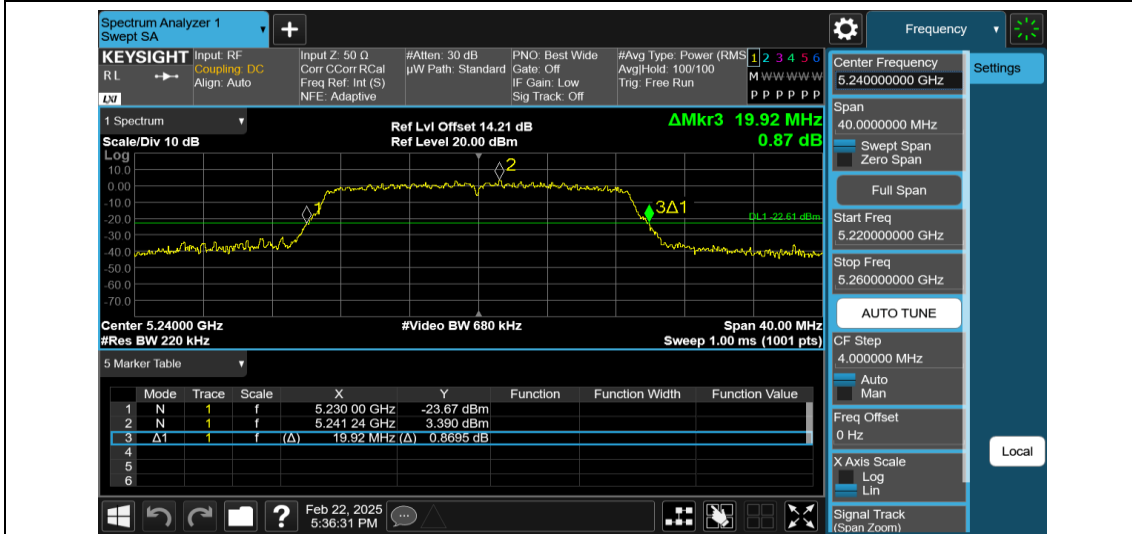 Spectrum Analyzer 1
Swept SA
Frequency
KEYSIGHT
RL
LXI
Input: RF
Coupling: DC
Align: Auto
Input Z: 50 Ω
Corr CCorr RCal
Freq Ref: Int (S)
NFE: Adaptive
#Atten: 30 dB
µW Path: Standard
PNO: Best Wide
Gate: Off
IF Gain: Low
Sig Track: Off
#Avg Type: Power (RMS
Avg|Hold: 100/100
Trig: Free Run
1 2 3 4 5 6
M W W W W W
P P P P P P
1 Spectrum
Scale/Div 10 dB
Ref Lvl Offset 14.21 dB
Ref Level 20.00 dBm
ΔMkr3 19.92 MHz
0.87 dB
Log
10.0
0.00
-10.0
-20.0
-30.0
-40.0
-50.0
-60.0
-70.0
1
2
3Δ1
DL1 -22.61 dBm
Center 5.24000 GHz
#Res BW 220 kHz
#Video BW 680 kHz
Span 40.00 MHz
Sweep 1.00 ms (1001 pts)
5 Marker Table
Mode Trace Scale X Y Function Function Width Function Value
1 N 1 f 5.230 00 GHz -23.67 dBm
2 N 1 f 5.241 24 GHz 3.390 dBm
3 Δ1 1 f (Δ) 19.92 MHz (Δ) 0.8695 dB
4
5
6
Feb 22, 2025
5:36:31 PM
Center Frequency
5.240000000 GHz
Settings
Span
40.0000000 MHz
Swept Span
Zero Span
Full Span
Start Freq
5.220000000 GHz
Stop Freq
5.260000000 GHz
AUTO TUNE
CF Step
4.000000 MHz
Auto
Man
Freq Offset
0 Hz
X Axis Scale
Log
Lin
Signal Track
(Span Zoom)
Local